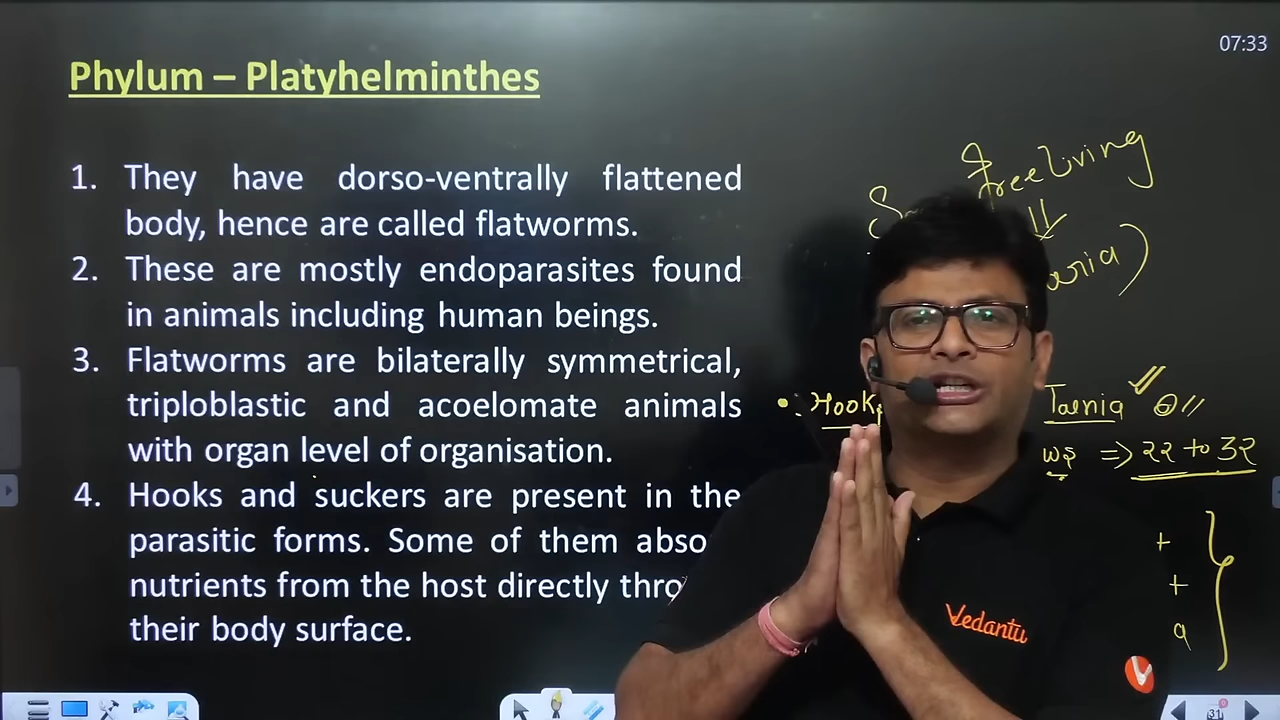 07:33
Phylum – Platyhelminthes
1. They have dorso-ventrally flattened
body, hence are called flatworms.
2. These are mostly endoparasites found
in animals including human beings.
3. Flatworms are bilaterally symmetrical,
triploblastic and acoelomate animals
with organ level of organisation.
4. Hooks and suckers are present in the
parasitic forms. Some of them abso
nutrients from the host directly thro
their body surface.
freeliving
aria)
Hook
Taenia
=> 22 to 32
+
+
Vedantu
V
31